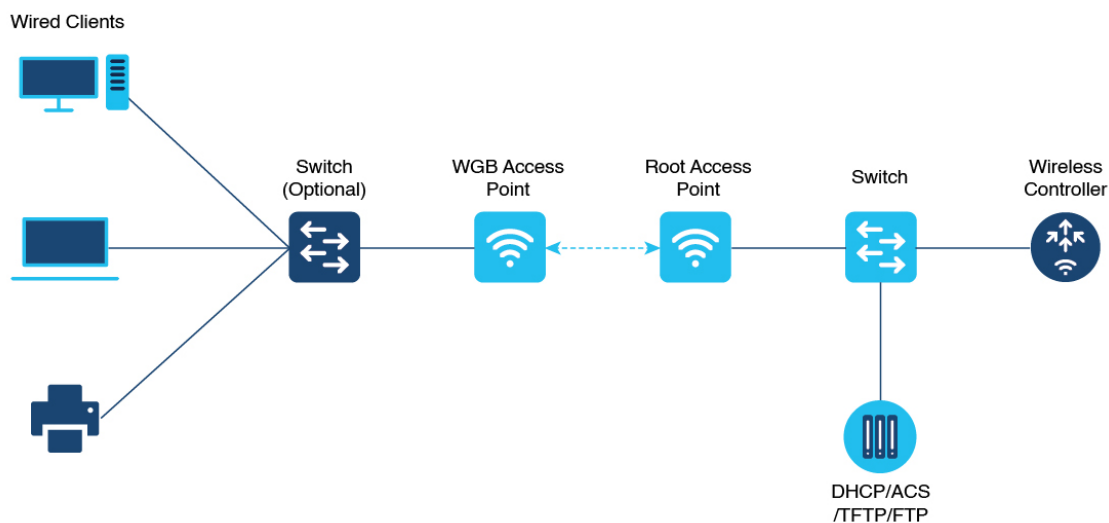 Wired Clients
Switch
(Optional)
WGB Access
Point
Root Access
Point
Switch
Wireless
Controller
DHCP/ACS
/TFTP/FTP